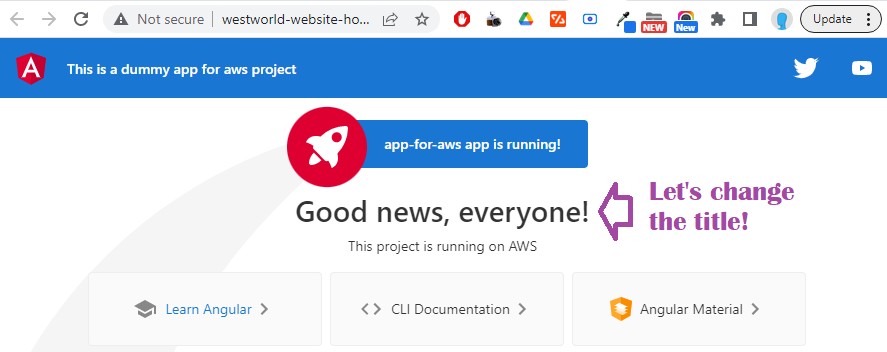 Not secure | westworld-website-ho...
NEW
New
Update
A
This is a dummy app for aws project
app-for-aws app is running!
Good news, everyone!
Let's change
the title!
This project is running on AWS
Learn Angular
CLI Documentation
Angular Material